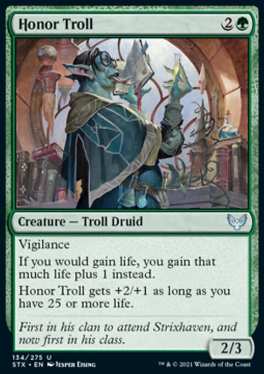 Honor Troll 2
Creature — Troll Druid
Vigilance
If you would gain life, you gain that
much life plus 1 instead.
Honor Troll gets +2/+1 as long as you
have 25 or more life.
First in his clan to attend Strixhaven, and
now first in his class.
2/3
134/275 U
STX • EN Jesper Ejsing
™ & © 2021 Wizards of the Coast